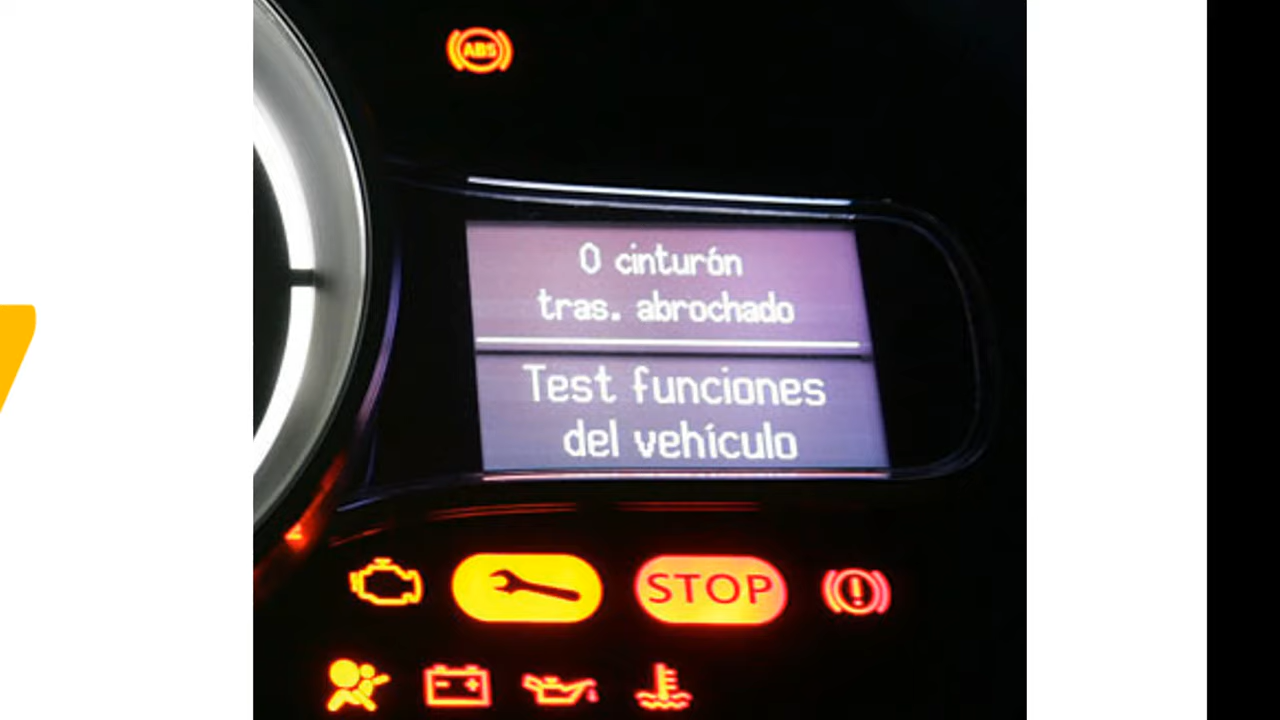 ABS
0 cinturón
tras. abrochado
Test funciones
del vehículo
STOP